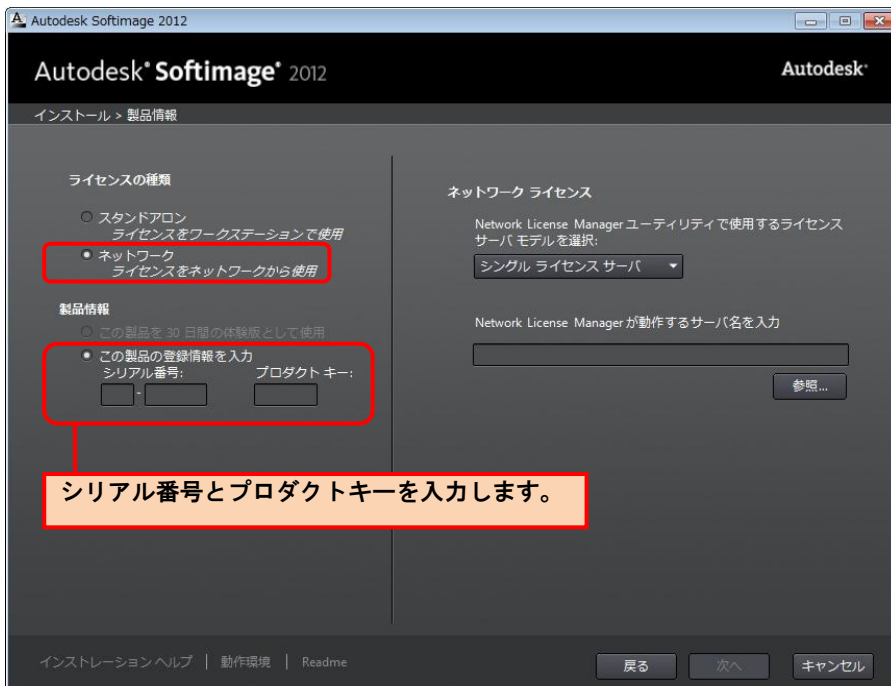 Autodesk Softimage 2012
Autodesk® Softimage® 2012
Autodesk®
インストール > 製品情報
ライセンスの種類
スタンドアロン
ライセンスをワークステーションで使用
ネットワーク
ライセンスをネットワークから使用
製品情報
この製品を 30 日間の体験版として使用
この製品の登録情報を入力
シリアル番号: プロダクト キー:
-
シリアル番号とプロダクトキーを入力します。
ネットワーク ライセンス
Network License Manager ユーティリティで使用するライセンス
サーバ モデルを選択:
シングル ライセンス サーバ
Network License Manager が動作するサーバ名を入力
参照...
インストレーション ヘルプ | 動作環境 | Readme
戻る 次へ キャンセル